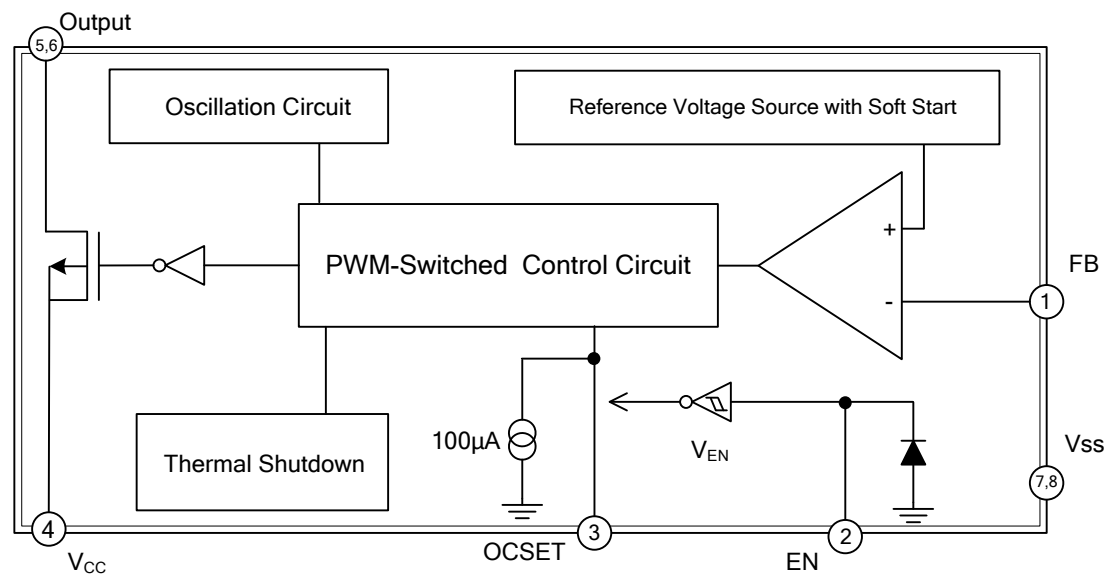 Output
5,6
Oscillation Circuit
Reference Voltage Source with Soft Start
+
PWM-Switched Control Circuit
FB
-
1
100µA
VEN
Vss
Thermal Shutdown
7,8
4
VCC
OCSET
3
EN
2